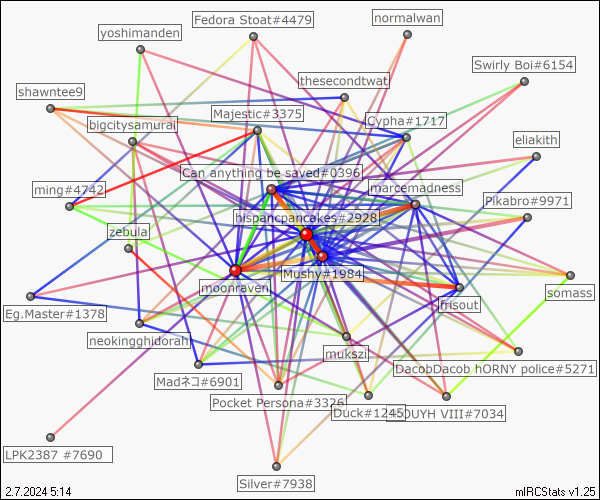 yoshimanden
Fedora Stoat#4479
normalwan
Swirly Boi#6154
thesecondtwat
shawntee9
Majestic#3375
Cypha#1717
bigcitysamurai
eliakith
Can anything be saved#0396
marcemadness
ming#4742
Pikabro#9971
hispancpancakes#2928
zebula
Mushy#1984
moonraven
somass
frisout
Eg.Master#1378
neokingghidorah
mukszi
DacobDacob hORNY police#5271
Madネコ#6901
Pocket Persona#3326
Duck#1245
OUYH VIII#7034
LPK2387 #7690
Silver#7938
2.7.2024 5:14
mIRCStats v1.25